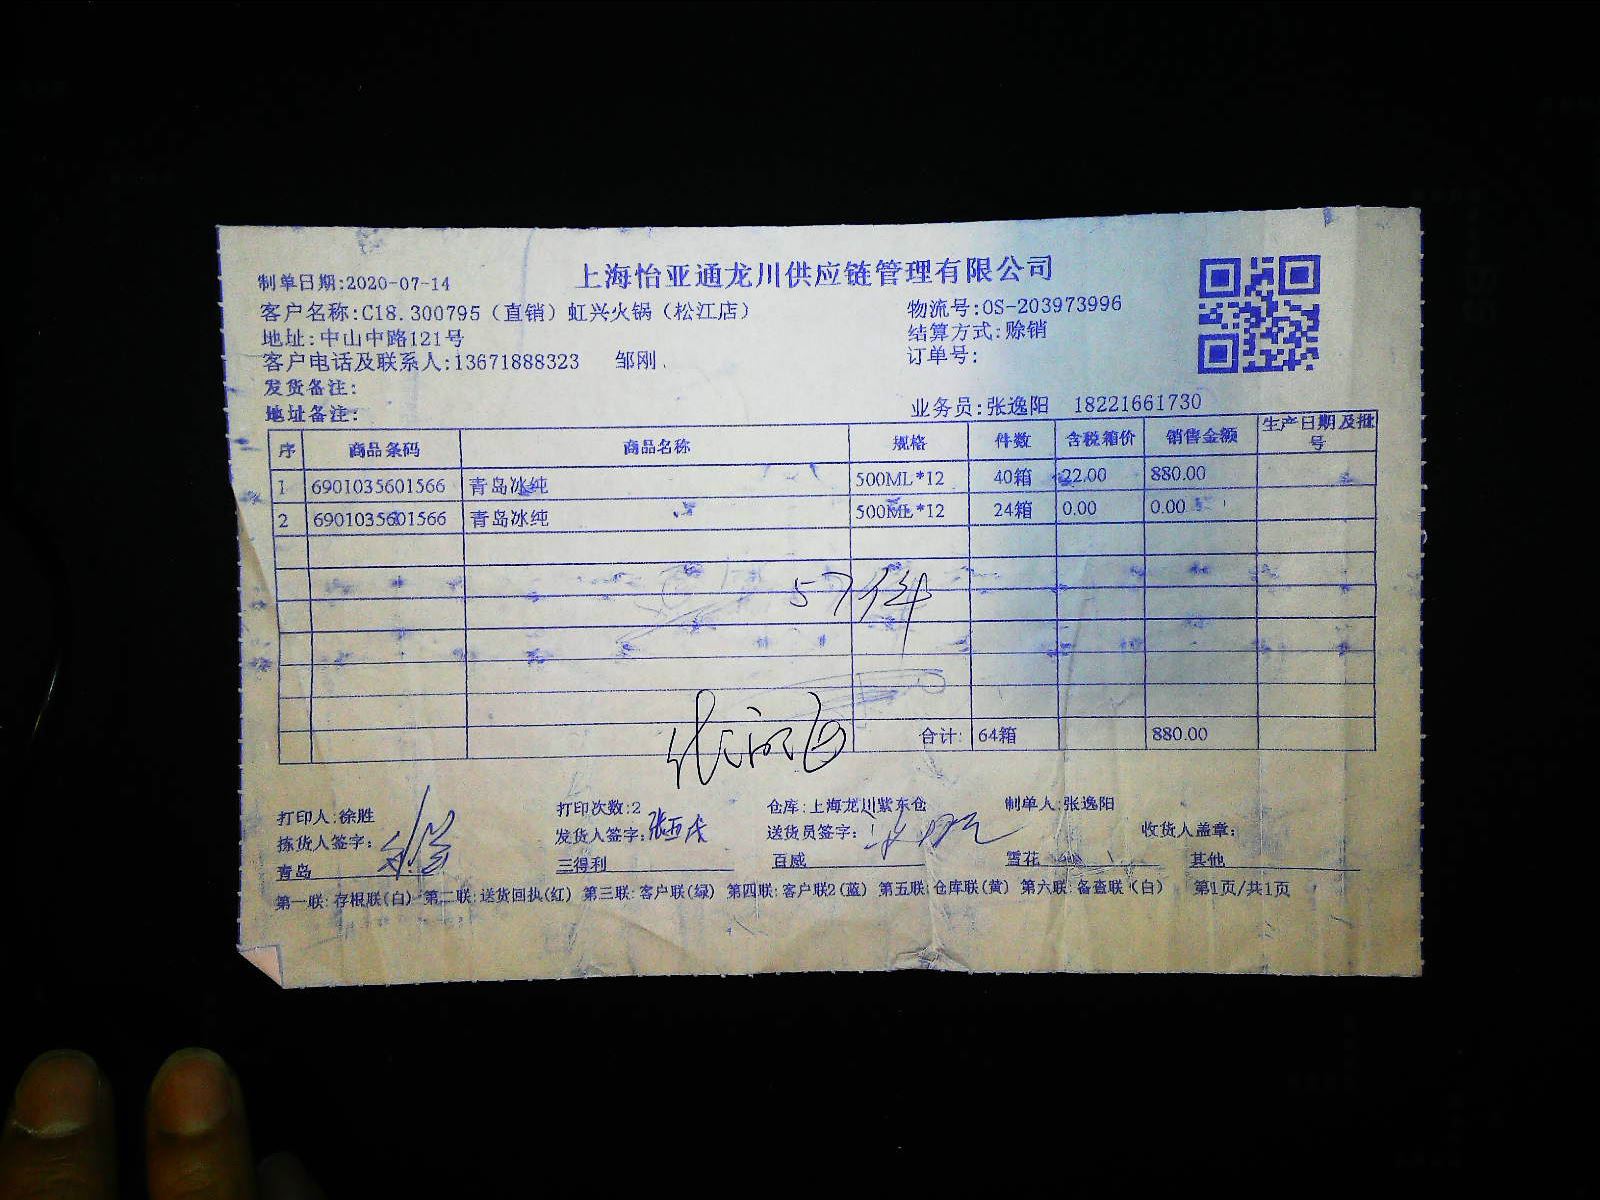 上海怡亚通龙川供应链管理有限公司
制单日期:2020-07-14
客户名称:C18.300795（直销）虹兴火锅（松江店） 物流号:OS-203973996
地址:中山中路121号 结算方式:赊销
客户电话及联系人:13671888323 邹刚 订单号:
发货备注:
地址备注: 业务员:张逸阳 18221661730
序 商品条码 商品名称 规格 件数 含税箱价 销售金额 生产日期及批号
1 6901035601566 青岛冰纯 500ML*12 40箱 22.00 880.00
2 6901035601566 青岛冰纯 500ML*12 24箱 0.00 0.00
57件
合计: 64箱 880.00
打印人:徐胜 打印次数:2 仓库:上海龙川紫东仓 制单人:张逸阳
拣货人签字: 发货人签字: 送货员签字: 收货人盖章:
青岛 三得利 百威 雪花 其他
第一联:存根联(白) 第二联:送货回执(红) 第三联:客户联(绿) 第四联:客户联2(蓝) 第五联:仓库联(黄) 第六联:备查联(白) 第1页/共1页